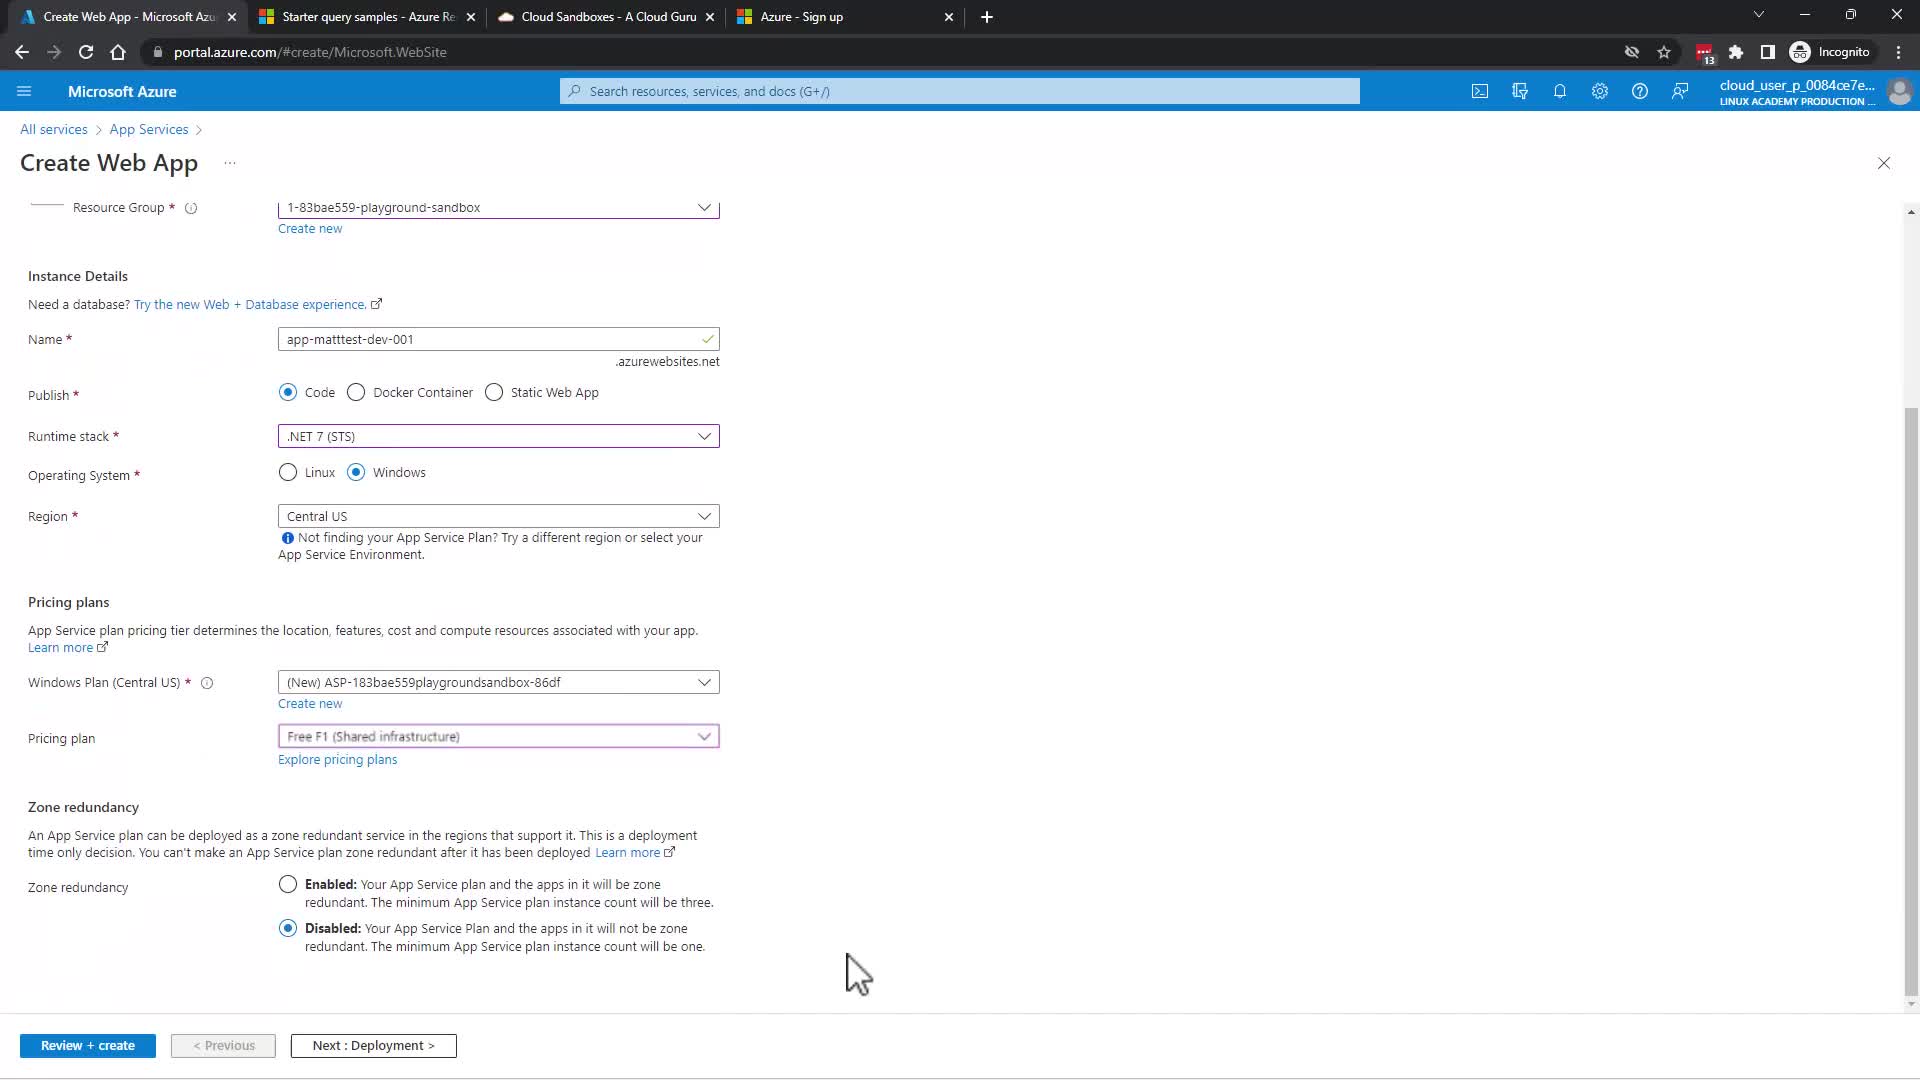 Create Web App - Microsoft Azu
Starter query samples - Azure Re
Cloud Sandboxes - A Cloud Guru
Azure - Sign up
portal.azure.com/#create/Microsoft.WebSite
13
Incognito
Microsoft Azure
Search resources, services, and docs (G+/)
cloud_user_p_0084ce7e...
LINUX ACADEMY PRODUCTION ...
All services > App Services >
Create Web App ...
Resource Group *
1-83bae559-playground-sandbox
Create new
Instance Details
Need a database? Try the new Web + Database experience.
Name *
app-matttest-dev-001
.azurewebsites.net
Publish *
Code
Docker Container
Static Web App
Runtime stack *
.NET 7 (STS)
Operating System *
Linux
Windows
Region *
Central US
Not finding your App Service Plan? Try a different region or select your
App Service Environment.
Pricing plans
App Service plan pricing tier determines the location, features, cost and compute resources associated with your app.
Learn more
Windows Plan (Central US) *
(New) ASP-183bae559playgroundsandbox-86df
Create new
Pricing plan
Free F1 (Shared infrastructure)
Explore pricing plans
Zone redundancy
An App Service plan can be deployed as a zone redundant service in the regions that support it. This is a deployment
time only decision. You can't make an App Service plan zone redundant after it has been deployed Learn more
Zone redundancy
Enabled: Your App Service plan and the apps in it will be zone
redundant. The minimum App Service plan instance count will be three.
Disabled: Your App Service Plan and the apps in it will not be zone
redundant. The minimum App Service plan instance count will be one.
Review + create
< Previous
Next : Deployment >